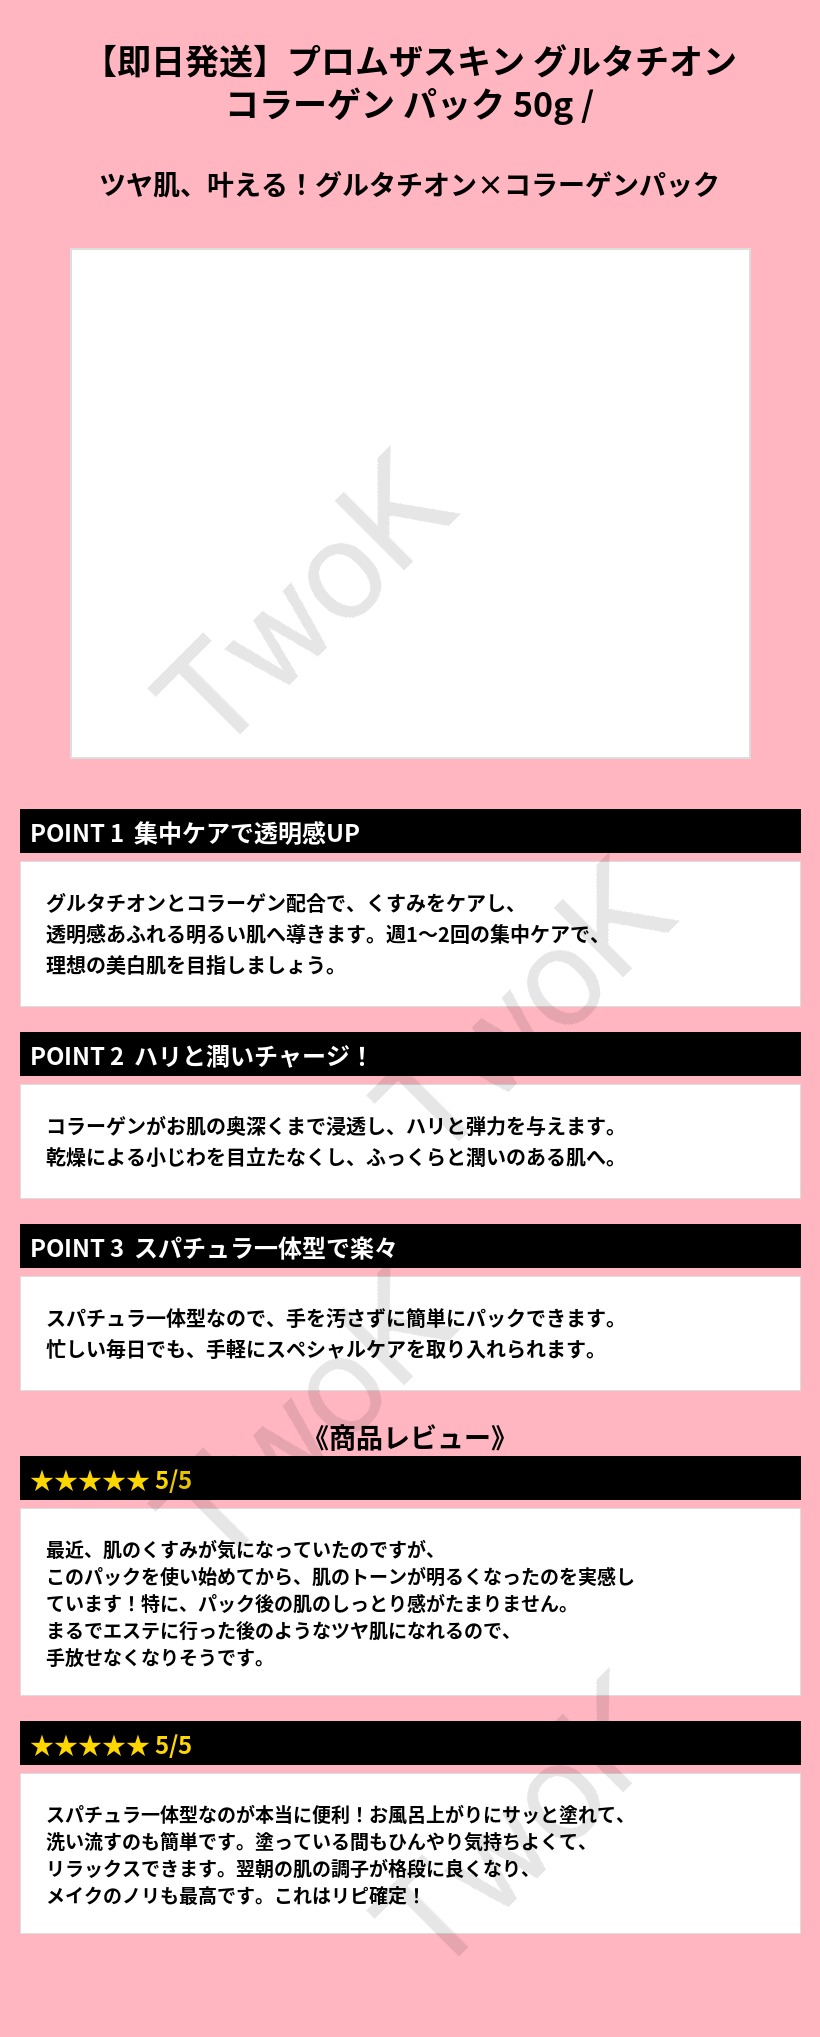 【即日発送】プロムザスキン グルタチオン
コラーゲン パック 50g /
ツヤ肌、叶える！グルタチオン×コラーゲンパック
TwoK
POINT 1 集中ケアで透明感UP
グルタチオンとコラーゲン配合で、くすみをケアし、
透明感あふれる明るい肌へ導きます。週1〜2回の集中ケアで、
理想の美白肌を目指しましょう。
TwoK
POINT 2 ハリと潤いチャージ！
コラーゲンがお肌の奥深くまで浸透し、ハリと弾力を与えます。
乾燥による小じわを目立たなくし、ふっくらと潤いのある肌へ。
POINT 3 スパチュラ一体型で楽々
スパチュラ一体型なので、手を汚さずに簡単にパックできます。
忙しい毎日でも、手軽にスペシャルケアを取り入れられます。
TwoK
《商品レビュー》
★★★★★ 5/5
最近、肌のくすみが気になっていたのですが、
このパックを使い始めてから、肌のトーンが明るくなったのを実感し
ています！特に、パック後の肌のしっとり感がたまりません。
まるでエステに行った後のようなツヤ肌になれるので、
手放せなくなりそうです。
★★★★★ 5/5
スパチュラ一体型なのが本当に便利！お風呂上がりにサッと塗れて、
洗い流すのも簡単です。塗っている間もひんやり気持ちよくて、
リラックスできます。翌朝の肌の調子が格段に良くなり、
メイクのノリも最高です。これはリピ確定！
TwoK